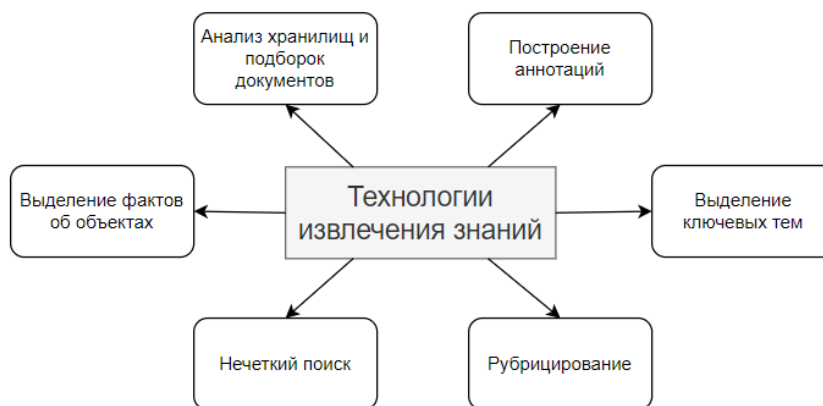 Анализ хранилищ и
подборок
документов
Построение
аннотаций
Выделение фактов
об объектах
Технологии
извлечения знаний
Выделение
ключевых тем
Нечеткий поиск
Рубрицирование